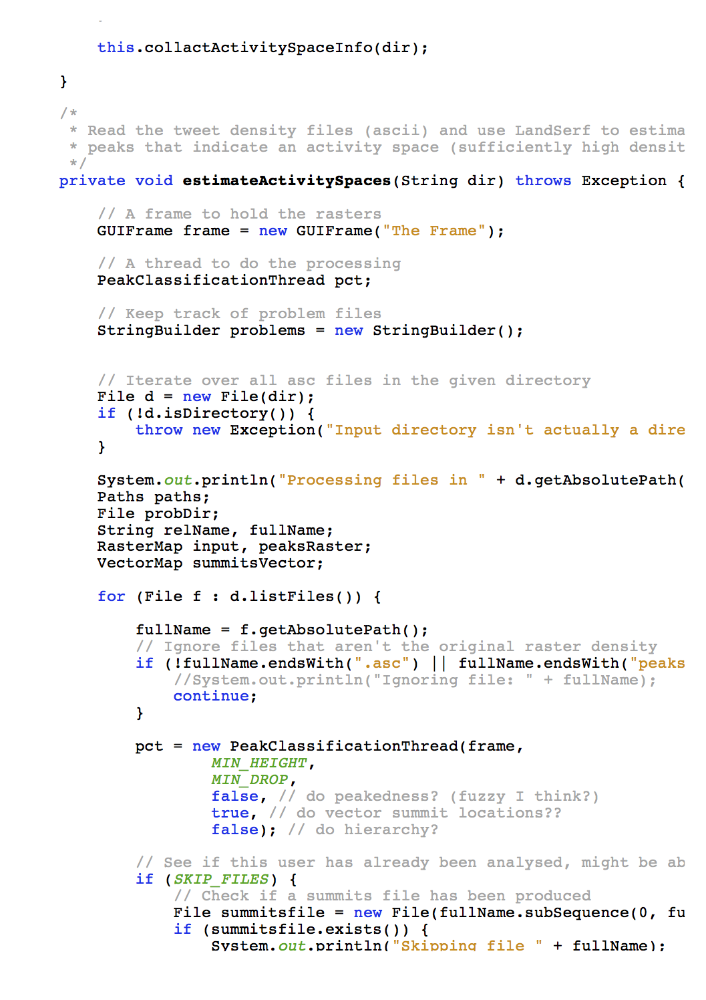 this.collactActivitySpaceInfo(dir);
}
/*
* Read the tweet density files (ascii) and use LandSerf to estima
* peaks that indicate an activity space (sufficiently high densit
*/
private void estimateActivitySpaces(String dir) throws Exception {
// A frame to hold the rasters
GUIFrame frame = new GUIFrame("The Frame");
// A thread to do the processing
PeakClassificationThread pct;
// Keep track of problem files
StringBuilder problems = new StringBuilder();
// Iterate over all asc files in the given directory
File d = new File(dir);
if (!d.isDirectory()) {
throw new Exception("Input directory isn't actually a dire
}
System.out.println("Processing files in " + d.getAbsolutePath(
Paths paths;
File probDir;
String relName, fullName;
RasterMap input, peaksRaster;
VectorMap summitsVector;
for (File f : d.listFiles()) {
fullName = f.getAbsolutePath();
// Ignore files that aren't the original raster density
if (!fullName.endsWith(".asc") || fullName.endsWith("peaks
//System.out.println("Ignoring file: " + fullName);
continue;
}
pct = new PeakClassificationThread(frame,
MIN_HEIGHT,
MIN_DROP,
false, // do peakedness? (fuzzy I think?)
true, // do vector summit locations??
false); // do hierarchy?
// See if this user has already been analysed, might be ab
if (SKIP_FILES) {
// Check if a summits file has been produced
File summitsfile = new File(fullName.subSequence(0, fu
if (summitsfile.exists()) {
System.out.println("Skipping file " + fullName);